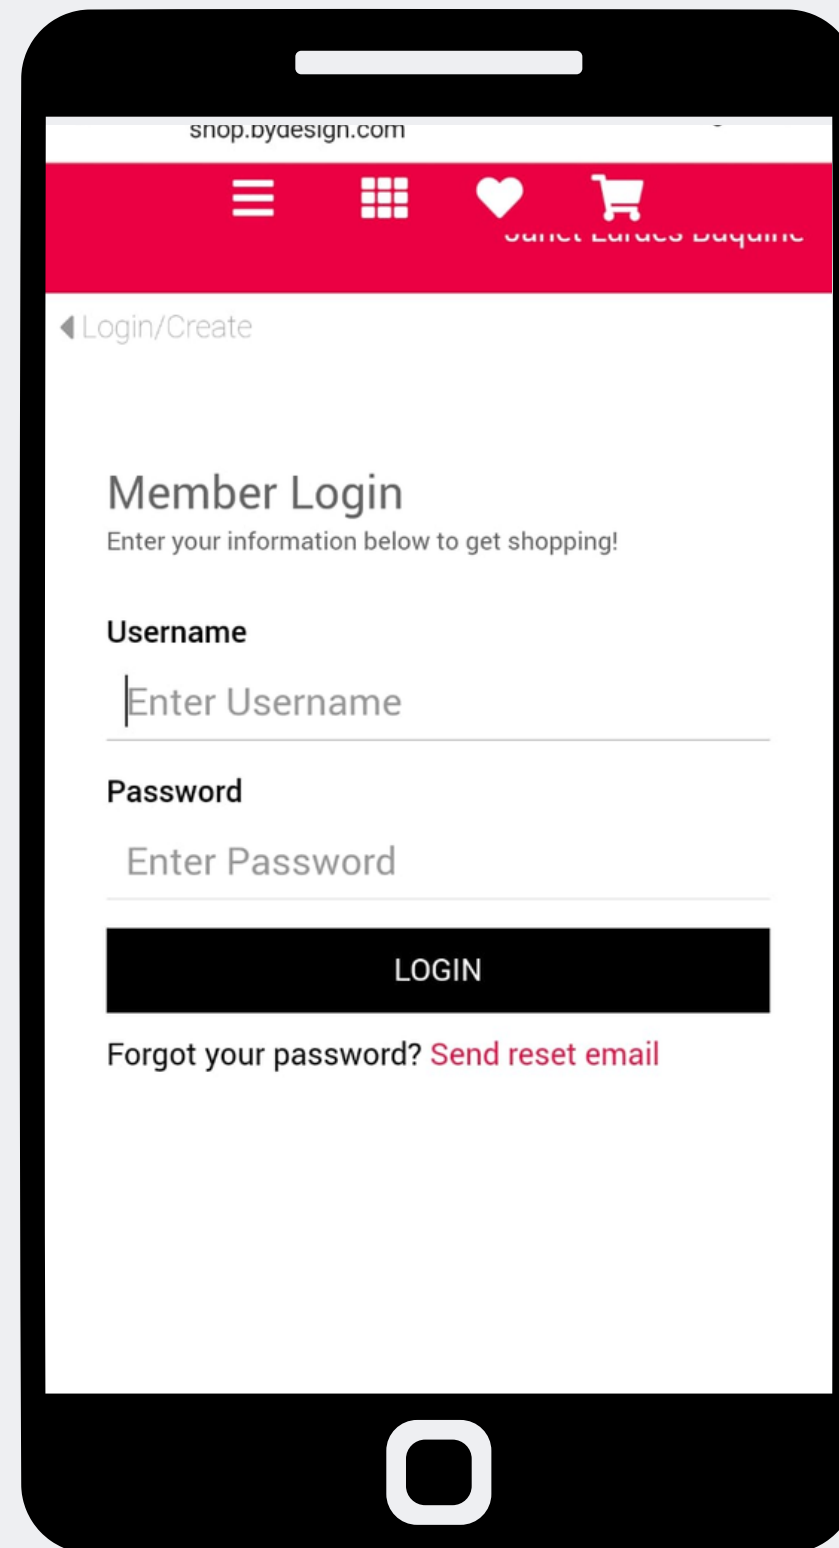 shop.bydesign.com
Login/Create
Member Login
Enter your information below to get shopping!
Username
Enter Username
Password
Enter Password
LOGIN
Forgot your password? Send reset email